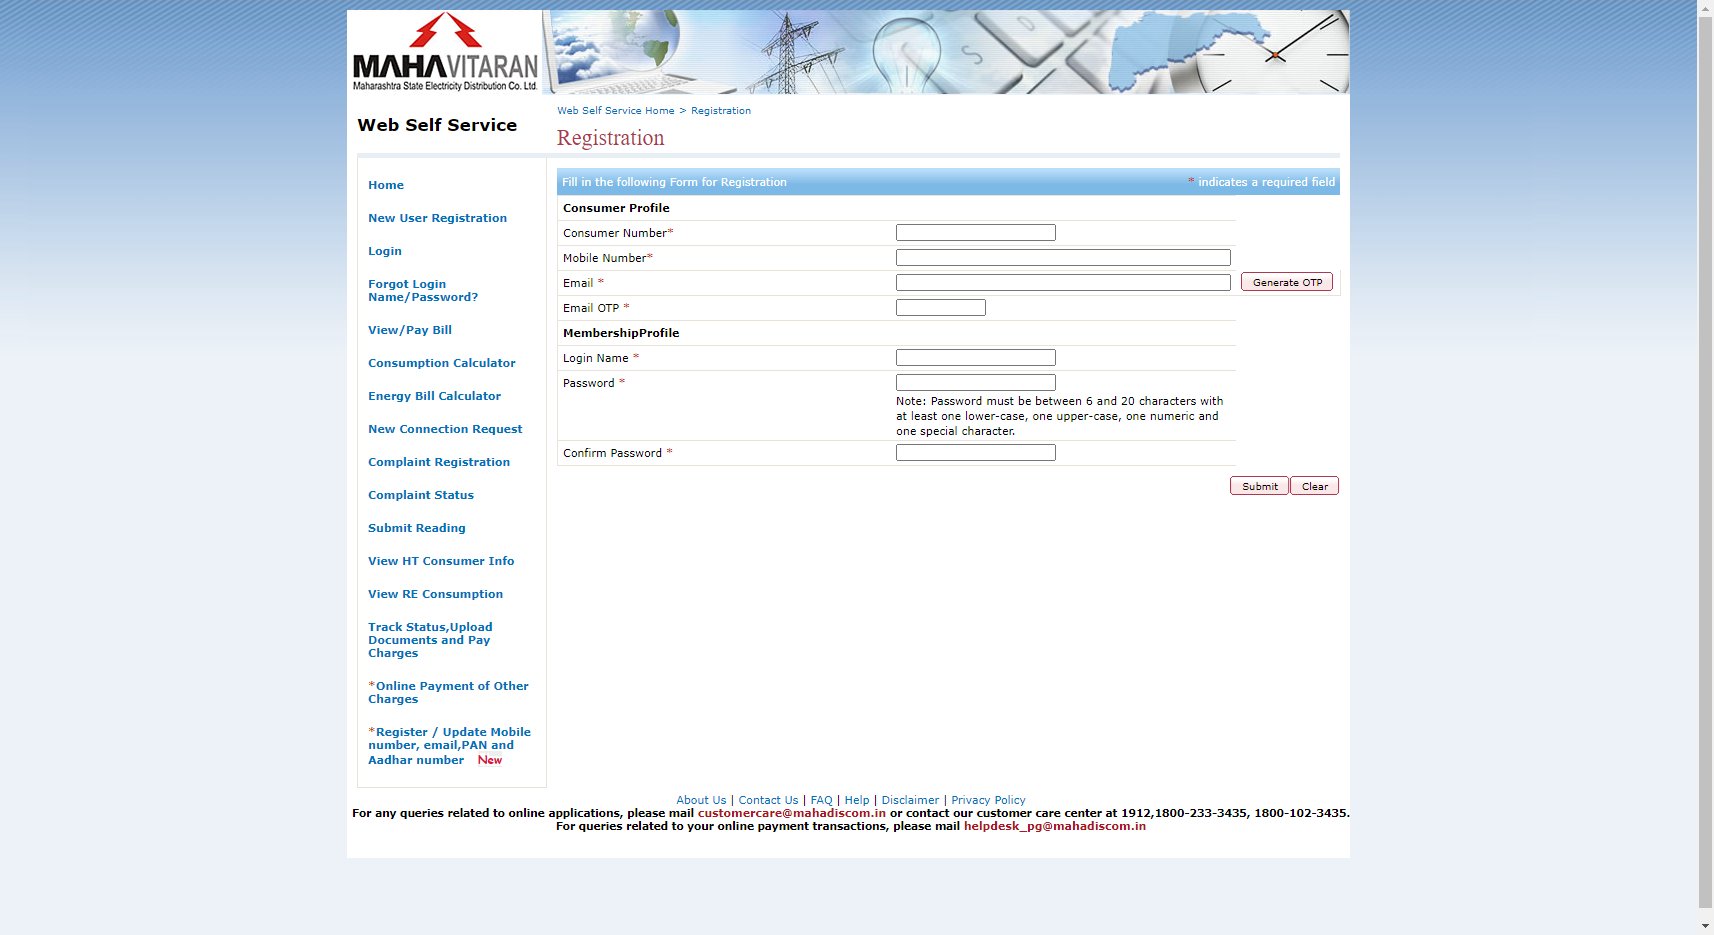 MAHAVITARAN
Maharashtra State Electricity Distribution Co. Ltd.
Web Self Service
Web Self Service Home > Registration
Registration
Home
New User Registration
Login
Forgot Login
Name/Password?
View/Pay Bill
Consumption Calculator
Energy Bill Calculator
New Connection Request
Complaint Registration
Complaint Status
Submit Reading
View HT Consumer Info
View RE Consumption
Track Status,Upload
Documents and Pay
Charges
*Online Payment of Other
Charges
*Register / Update Mobile
number, email,PAN and
Aadhar number New
Fill in the following Form for Registration * indicates a required field
Consumer Profile
Consumer Number*
Mobile Number*
Email * Generate OTP
Email OTP *
MembershipProfile
Login Name *
Password *
Note: Password must be between 6 and 20 characters with
at least one lower-case, one upper-case, one numeric and
one special character.
Confirm Password *
Submit Clear
About Us | Contact Us | FAQ | Help | Disclaimer | Privacy Policy
For any queries related to online applications, please mail customercare@mahadiscom.in or contact our customer care center at 1912,1800-233-3435, 1800-102-3435.
For queries related to your online payment transactions, please mail helpdesk_pg@mahadiscom.in